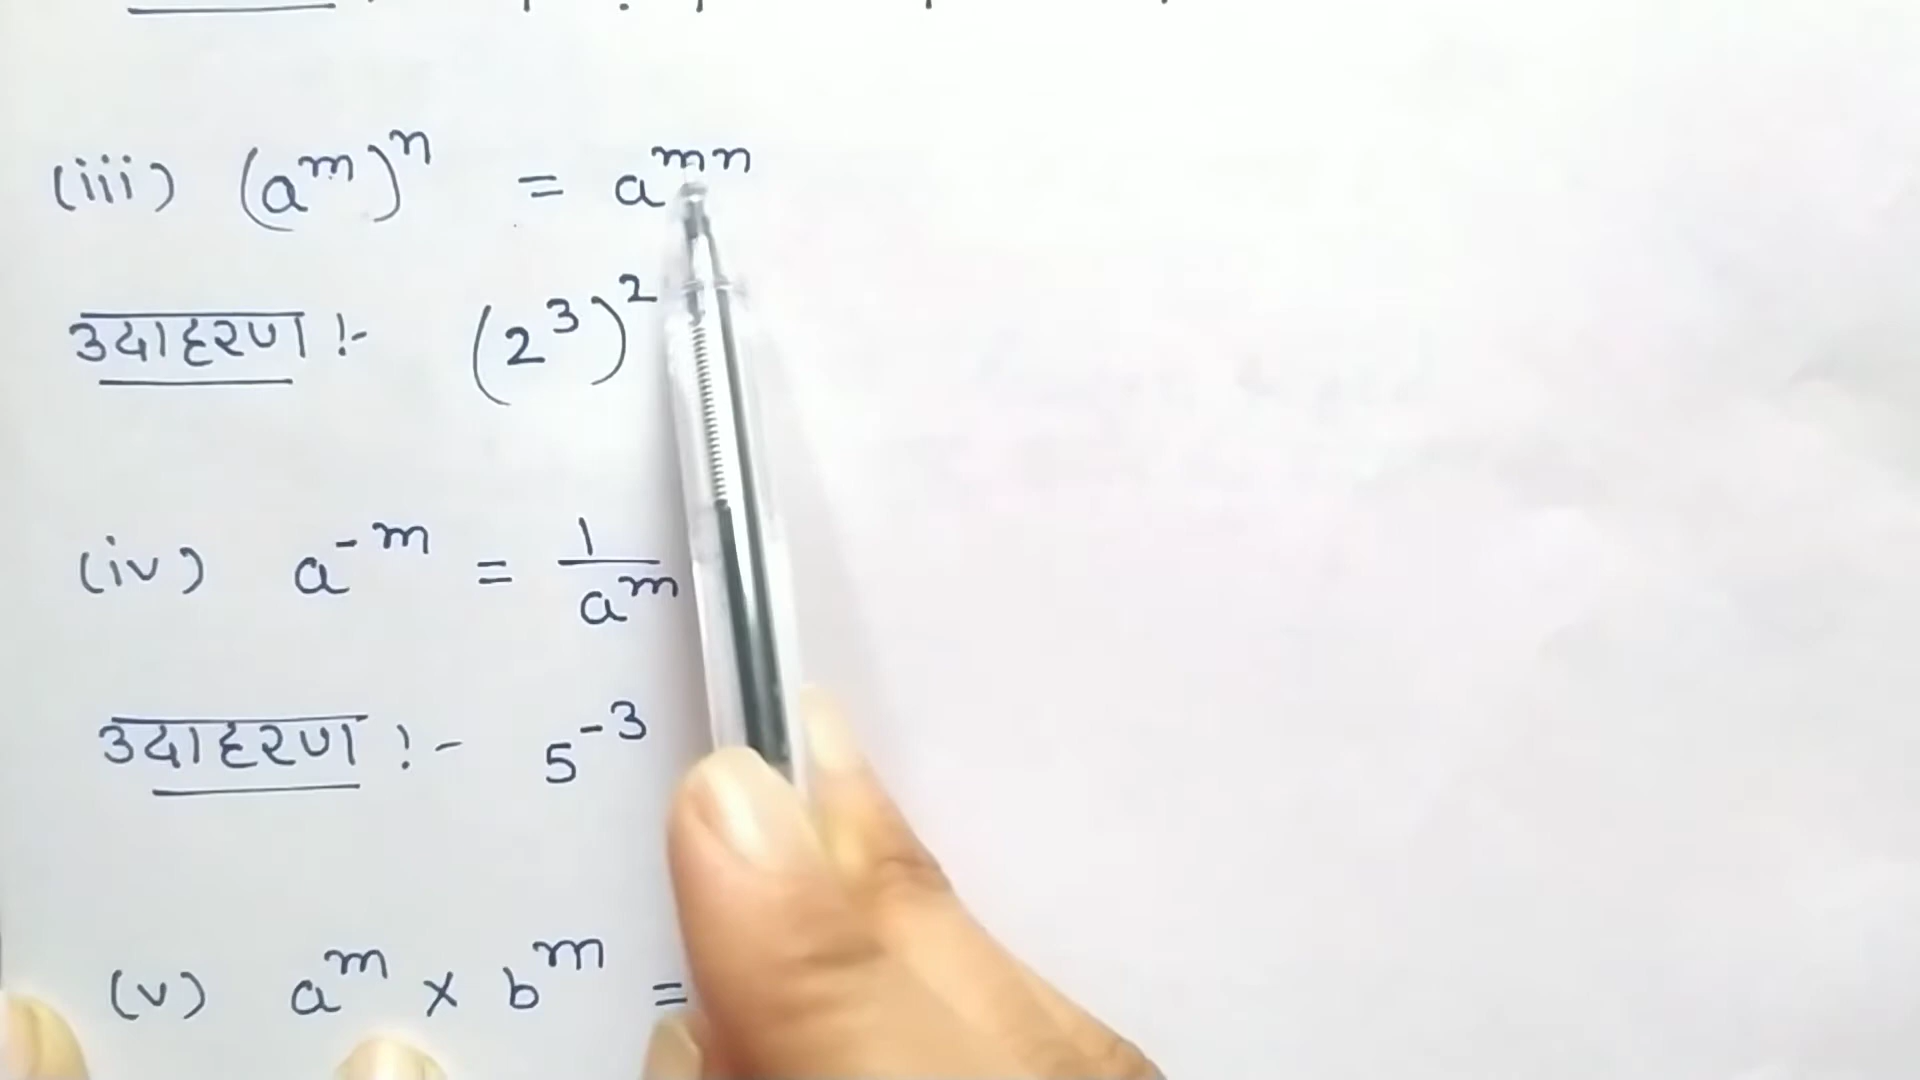 (iii) (a^m)^n = a^mn
उदाहरण :- (2^3)^2
(iv) a^-m = 1/a^m
उदाहरण :- 5^-3
(v) a^m × b^m =